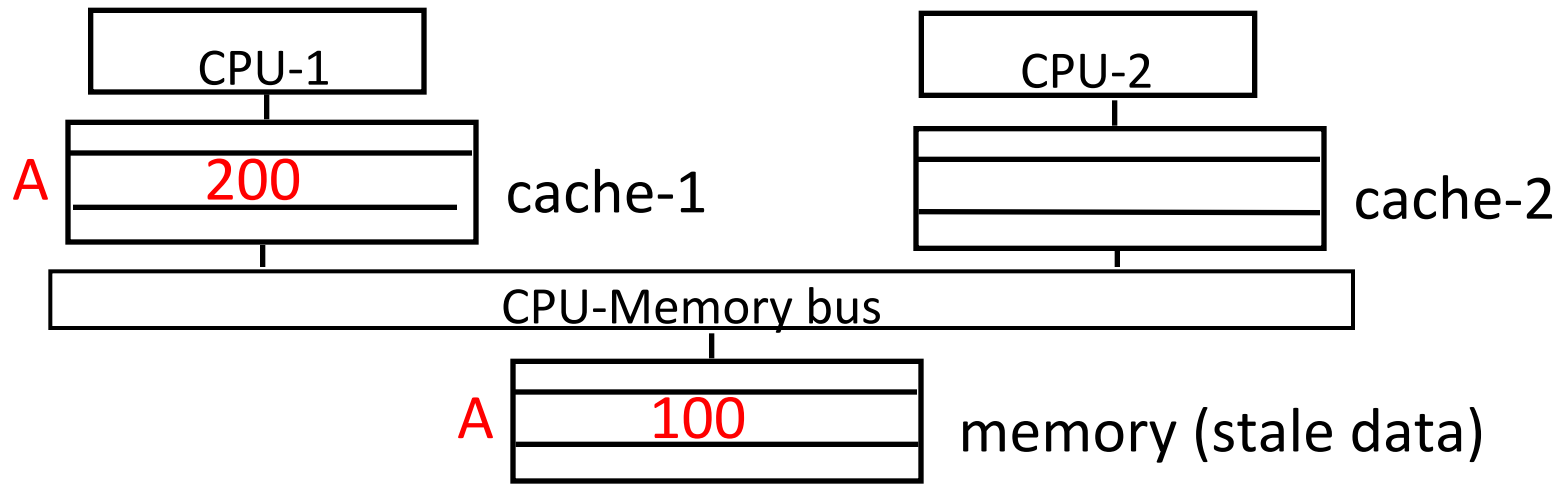 CPU-1
CPU-2
A 200
cache-1
cache-2
CPU-Memory bus
A 100
memory (stale data)